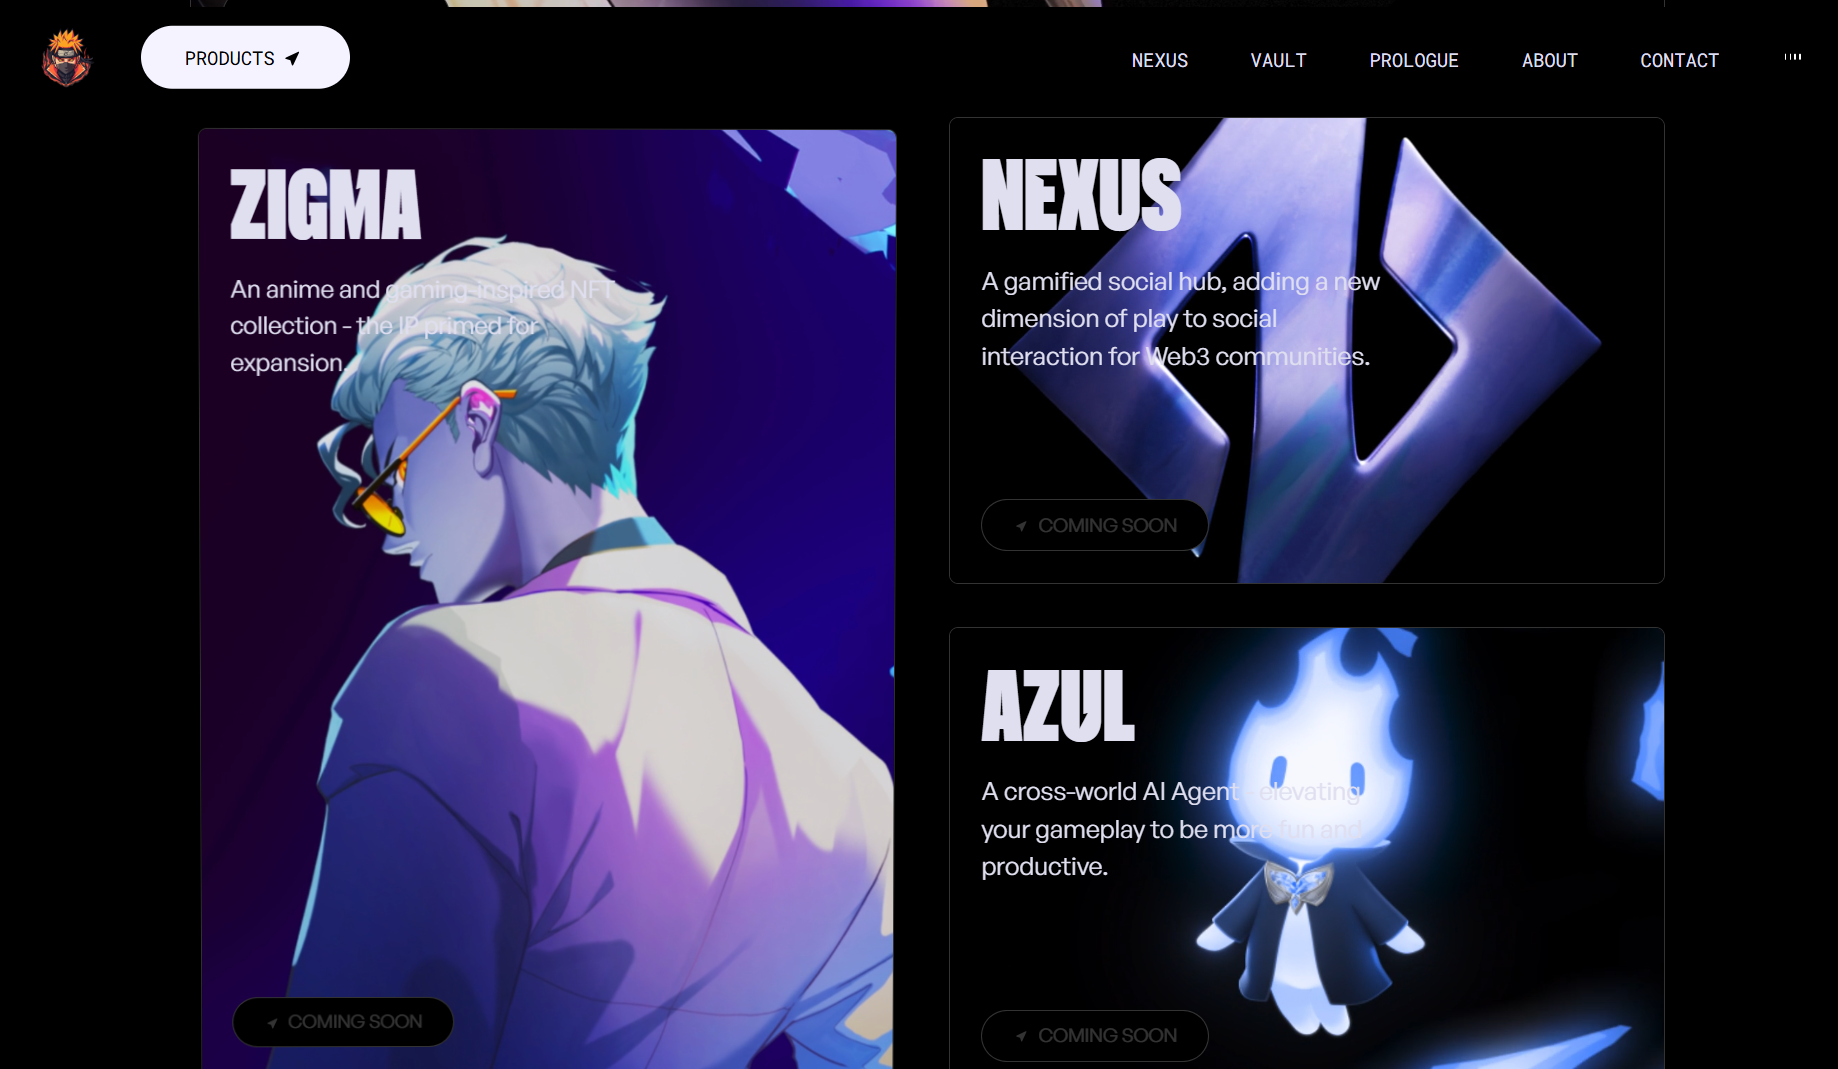 PRODUCTS
NEXUS
VAULT
PROLOGUE
ABOUT
CONTACT
ZIGMA
An anime and gaming-inspired NFT
collection - the IP primed for
expansion.
COMING SOON
NEXUS
A gamified social hub, adding a new
dimension of play to social
interaction for Web3 communities.
COMING SOON
AZUL
A cross-world AI Agent - elevating
your gameplay to be more fun and
productive.
COMING SOON